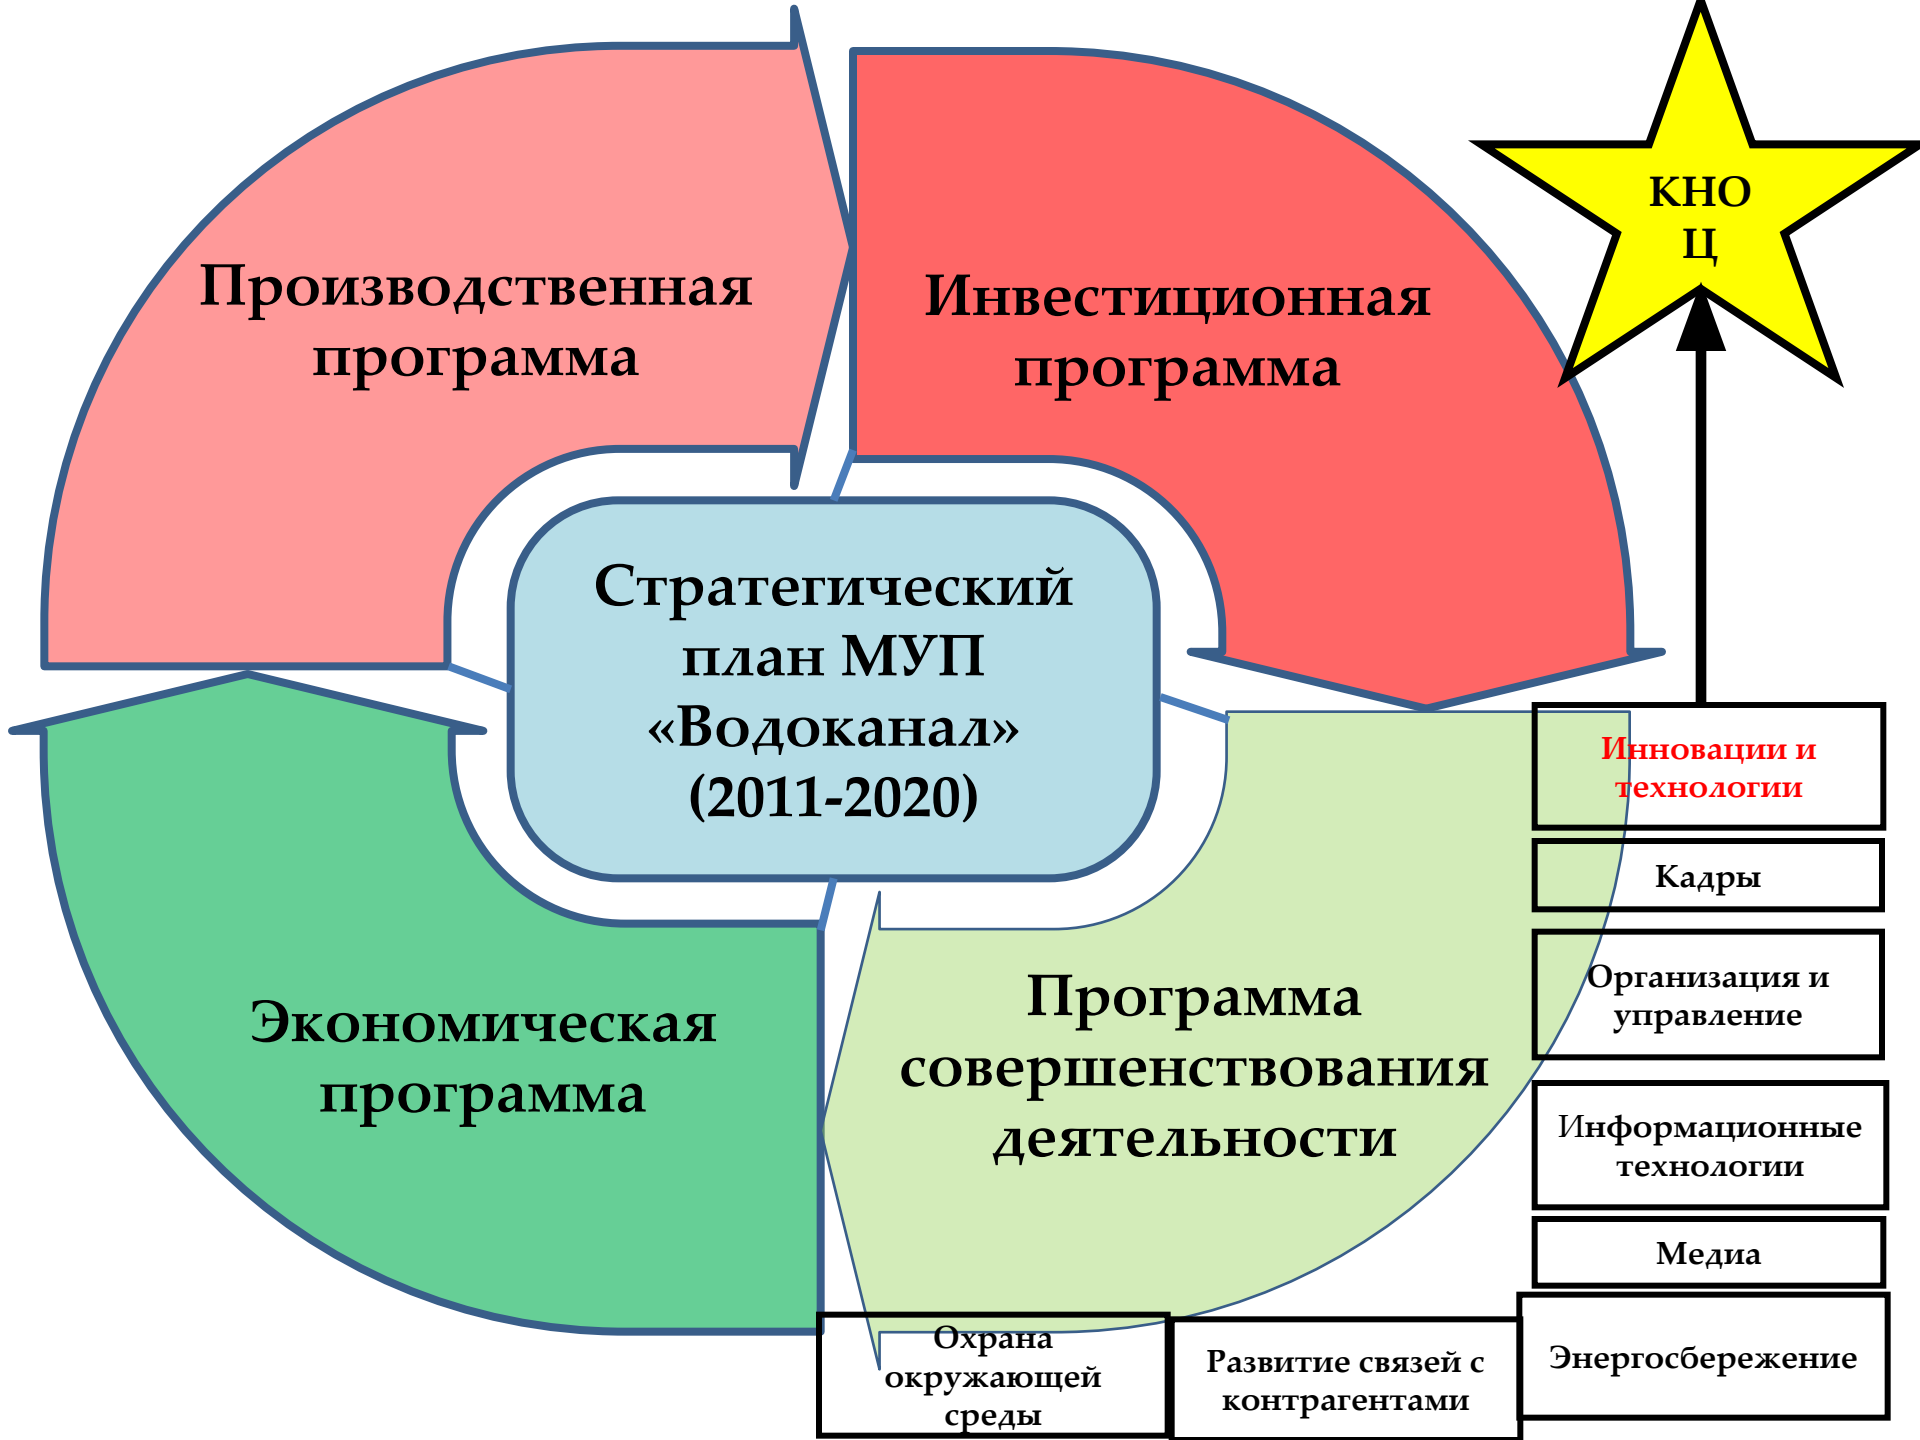 Производственная
программа
Инвестиционная
программа
КНО
Ц
Стратегический
план МУП
«Водоканал»
(2011-2020)
Экономическая
программа
Программа
совершенствования
деятельности
Инновации и
технологии
Кадры
Организация и
управление
Информационные
технологии
Медиа
Энергосбережение
Развитие связей с
контрагентами
Охрана
окружающей
среды